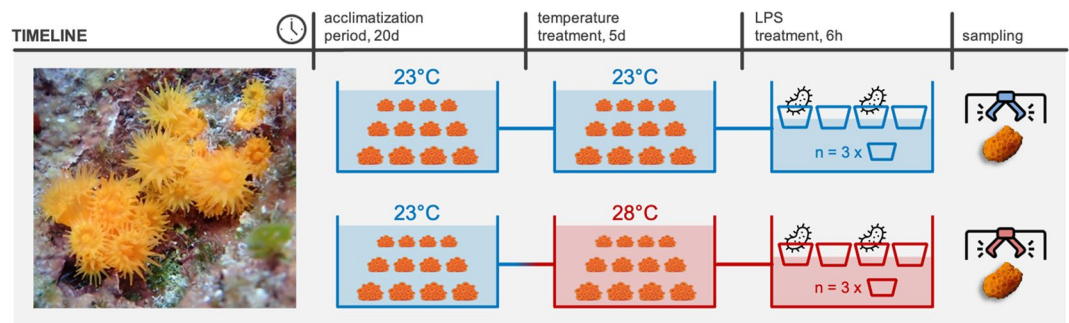 TIMELINE
acclimatization
period, 20d
temperature
treatment, 5d
LPS
treatment, 6h
sampling
23°C
23°C
n = 3 x
23°C
28°C
n = 3 x